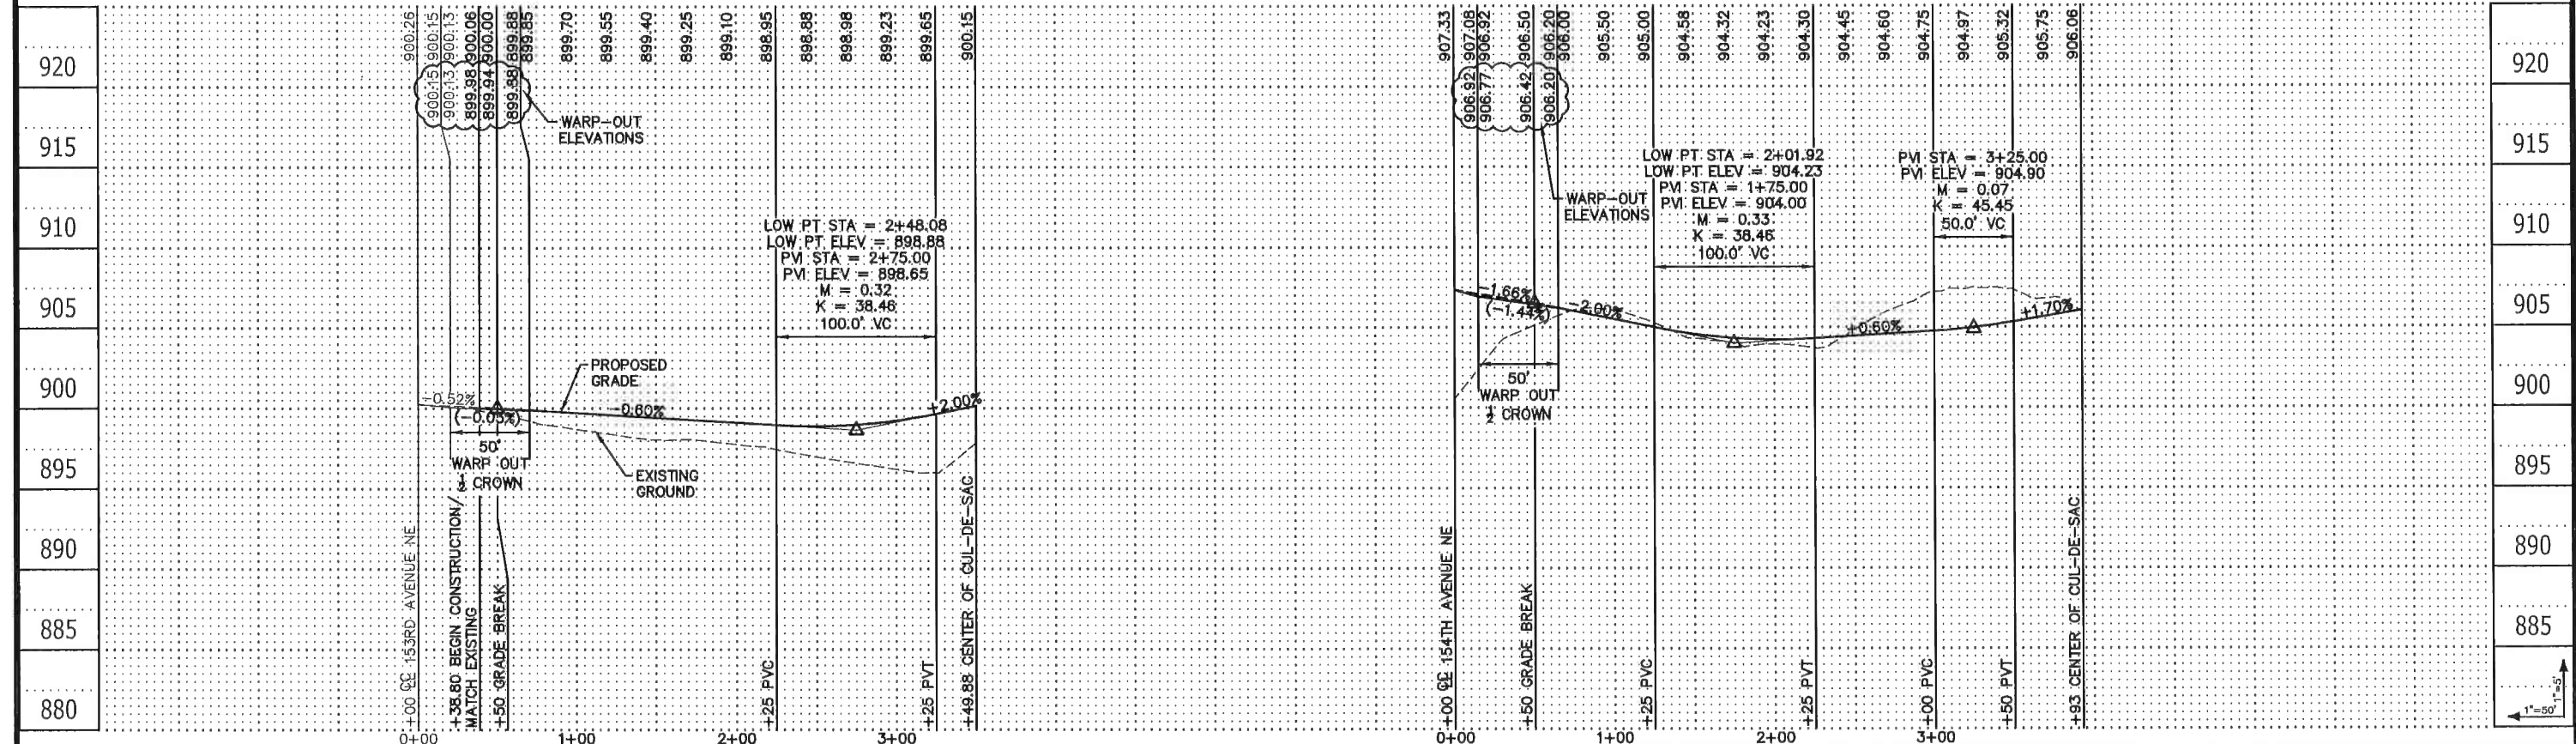 920
915
910
905
900
895
890
885
880
900.26
900.15
900.13
900.06
900.00
899.88
899.85
899.70
899.55
899.40
899.25
899.10
898.95
898.88
898.98
899.23
899.65
900.15
900.15
900.13
899.98
899.94
899.88
WARP-OUT
ELEVATIONS
LOW PT STA = 2+48.08
LOW PT ELEV = 898.88
PVI STA = 2+75.00
PVI ELEV = 898.65
M = 0.32
K = 38.46
100.0' VC
PROPOSED
GRADE
-0.52%
(-0.05%)
-0.60%
+2.00%
50'
WARP OUT
½ CROWN
EXISTING
GROUND
+00 CC LE 153RD AVENUE NE
+38.80 BEGIN CONSTRUCTION/
MATCH EXISTING
+50 GRADE BREAK
+25 PVC
+25 PVT
+49.88 CENTER OF CUL-DE-SAC
0+00
1+00
2+00
3+00
907.33
907.08
906.92
906.50
906.20
906.00
905.50
905.00
904.58
904.32
904.23
904.30
904.45
904.60
904.75
904.97
905.32
905.75
906.06
906.92
906.77
906.42
906.20
WARP-OUT
ELEVATIONS
LOW PT STA = 2+01.92
LOW PT ELEV = 904.23
PVI STA = 1+75.00
PVI ELEV = 904.00
M = 0.33
K = 38.46
100.0' VC
PVI STA = 3+25.00
PVI ELEV = 904.90
M = 0.07
K = 45.45
50.0' VC
-1.66%
(-1.44%)
-2.00%
+0.60%
+1.70%
50'
WARP OUT
½ CROWN
+00 CC LE 154TH AVENUE NE
+50 GRADE BREAK
+25 PVC
+25 PVT
+00 PVC
+50 PVT
+93 CENTER OF CUL-DE-SAC
0+00
1+00
2+00
3+00
920
915
910
905
900
895
890
885
1"=5'
1"=50'
880